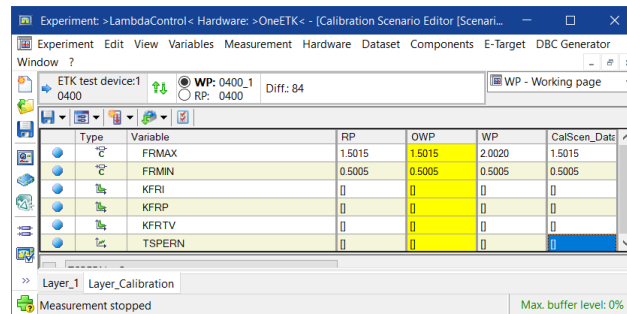 Experiment: >LambdaControl< Hardware: >OneETK< - [Calibration Scenario Editor [Scenari...
Experiment Edit View Variables Measurement Hardware Dataset Components E-Target DBC Generator
Window ?
ETK test device:1 WP: 0400_1 Diff.: 84 WP - Working page
0400 RP: 0400
Type Variable RP OWP WP CalScen_Data
FRMAX 1.5015 1.5015 2.0020 1.5015
FRMIN 0.5005 0.5005 0.5005 0.5005
KFRI [] [] [] []
KFRP [] [] [] []
KFRTV [] [] [] []
TSPERN [] [] [] []
Layer_1 Layer_Calibration
Measurement stopped Max. buffer level: 0%